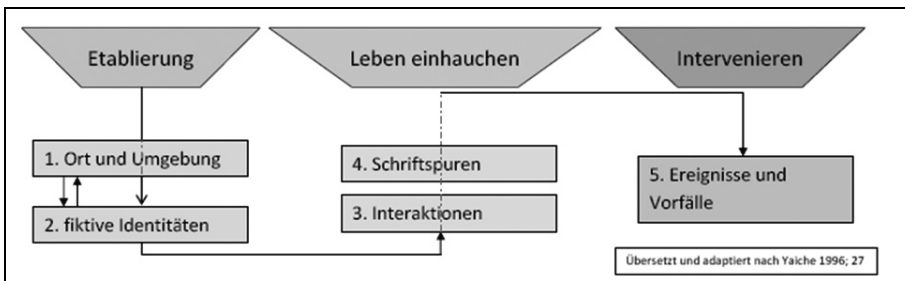 Etablierung
Leben einhauchen
Intervenieren
1. Ort und Umgebung
2. fiktive Identitäten
4. Schriftspuren
3. Interaktionen
5. Ereignisse und
Vorfälle
Übersetzt und adaptiert nach Yaiche 1996; 27